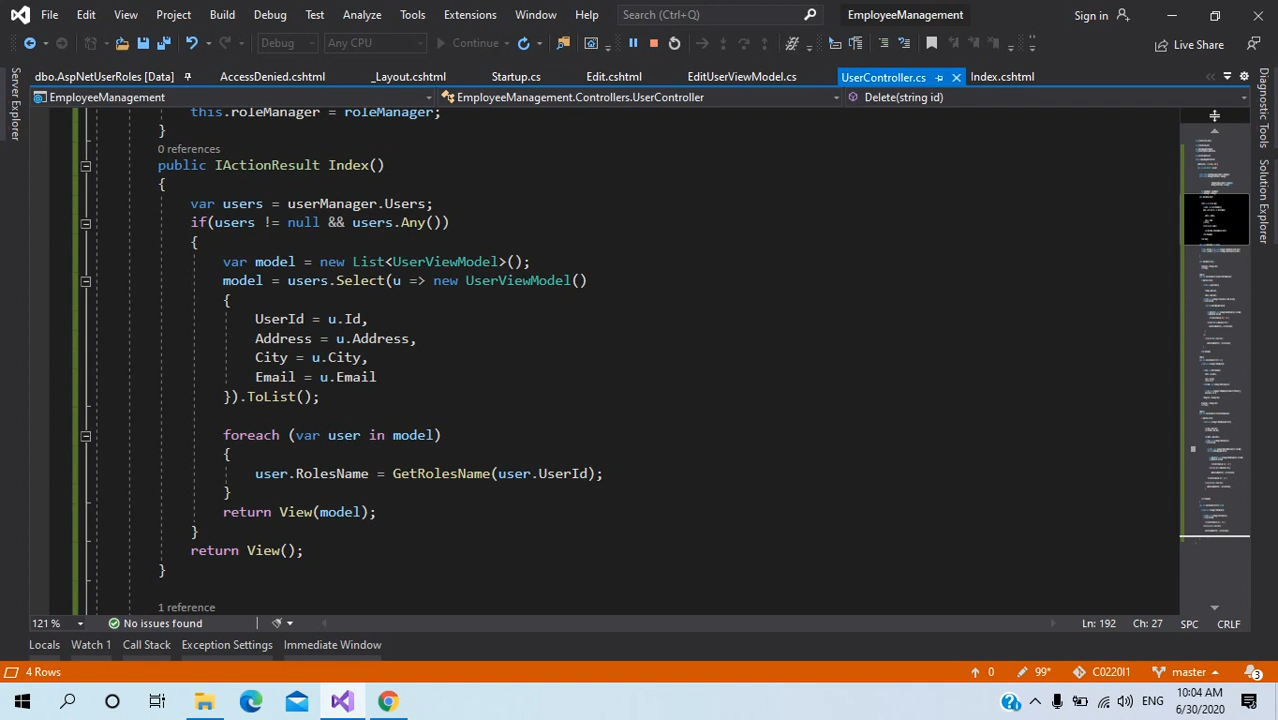 File Edit View Project Build Debug Test Analyze Tools Extensions Window Help Search (Ctrl+Q) EmployeeManagement Sign in
Debug Any CPU Continue Live Share
dbo.AspNetUserRoles [Data] AccessDenied.cshtml _Layout.cshtml Startup.cs Edit.cshtml EditUserViewModel.cs UserController.cs Index.cshtml
EmployeeManagement EmployeeManagement.Controllers.UserController Delete(string id)
Server Explorer
Diagnostic Tools
Solution Explorer
this.roleManager = roleManager;
}
0 references
public IActionResult Index()
{
var users = userManager.Users;
if(users != null && users.Any())
{
var model = new List<UserViewModel>();
model = users.Select(u => new UserViewModel()
{
UserId = u.Id,
Address = u.Address,
City = u.City,
Email = u.Email
}).ToList();
foreach (var user in model)
{
user.RolesName = GetRolesName(user.UserId);
}
return View(model);
}
return View();
}
1 reference
121 % No issues found Ln: 192 Ch: 27 SPC CRLF
Locals Watch 1 Call Stack Exception Settings Immediate Window
4 Rows 0 99* C0220I1 master 3
ENG 10:04 AM
6/30/2020